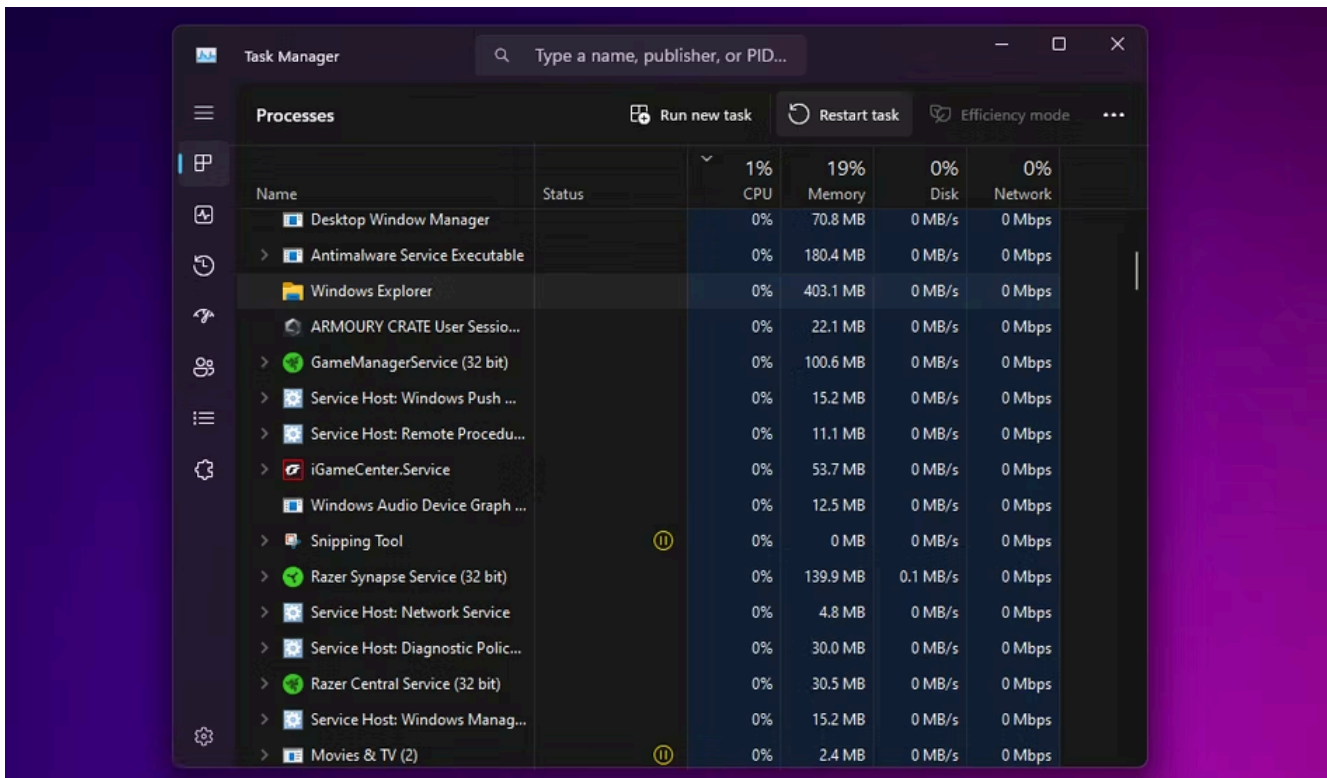 Task Manager
Type a name, publisher, or PID...
Processes
Run new task
Restart task
Efficiency mode
1% 19% 0% 0%
Name Status CPU Memory Disk Network
Desktop Window Manager 0% 70.8 MB 0 MB/s 0 Mbps
Antimalware Service Executable 0% 180.4 MB 0 MB/s 0 Mbps
Windows Explorer 0% 403.1 MB 0 MB/s 0 Mbps
ARMOURY CRATE User Sessio... 0% 22.1 MB 0 MB/s 0 Mbps
GameManagerService (32 bit) 0% 100.6 MB 0 MB/s 0 Mbps
Service Host: Windows Push ... 0% 15.2 MB 0 MB/s 0 Mbps
Service Host: Remote Procedu... 0% 11.1 MB 0 MB/s 0 Mbps
iGameCenter.Service 0% 53.7 MB 0 MB/s 0 Mbps
Windows Audio Device Graph ... 0% 12.5 MB 0 MB/s 0 Mbps
Snipping Tool 0% 0 MB 0 MB/s 0 Mbps
Razer Synapse Service (32 bit) 0% 139.9 MB 0.1 MB/s 0 Mbps
Service Host: Network Service 0% 4.8 MB 0 MB/s 0 Mbps
Service Host: Diagnostic Polic... 0% 30.0 MB 0 MB/s 0 Mbps
Razer Central Service (32 bit) 0% 30.5 MB 0 MB/s 0 Mbps
Service Host: Windows Manag... 0% 15.2 MB 0 MB/s 0 Mbps
Movies & TV (2) 0% 2.4 MB 0 MB/s 0 Mbps